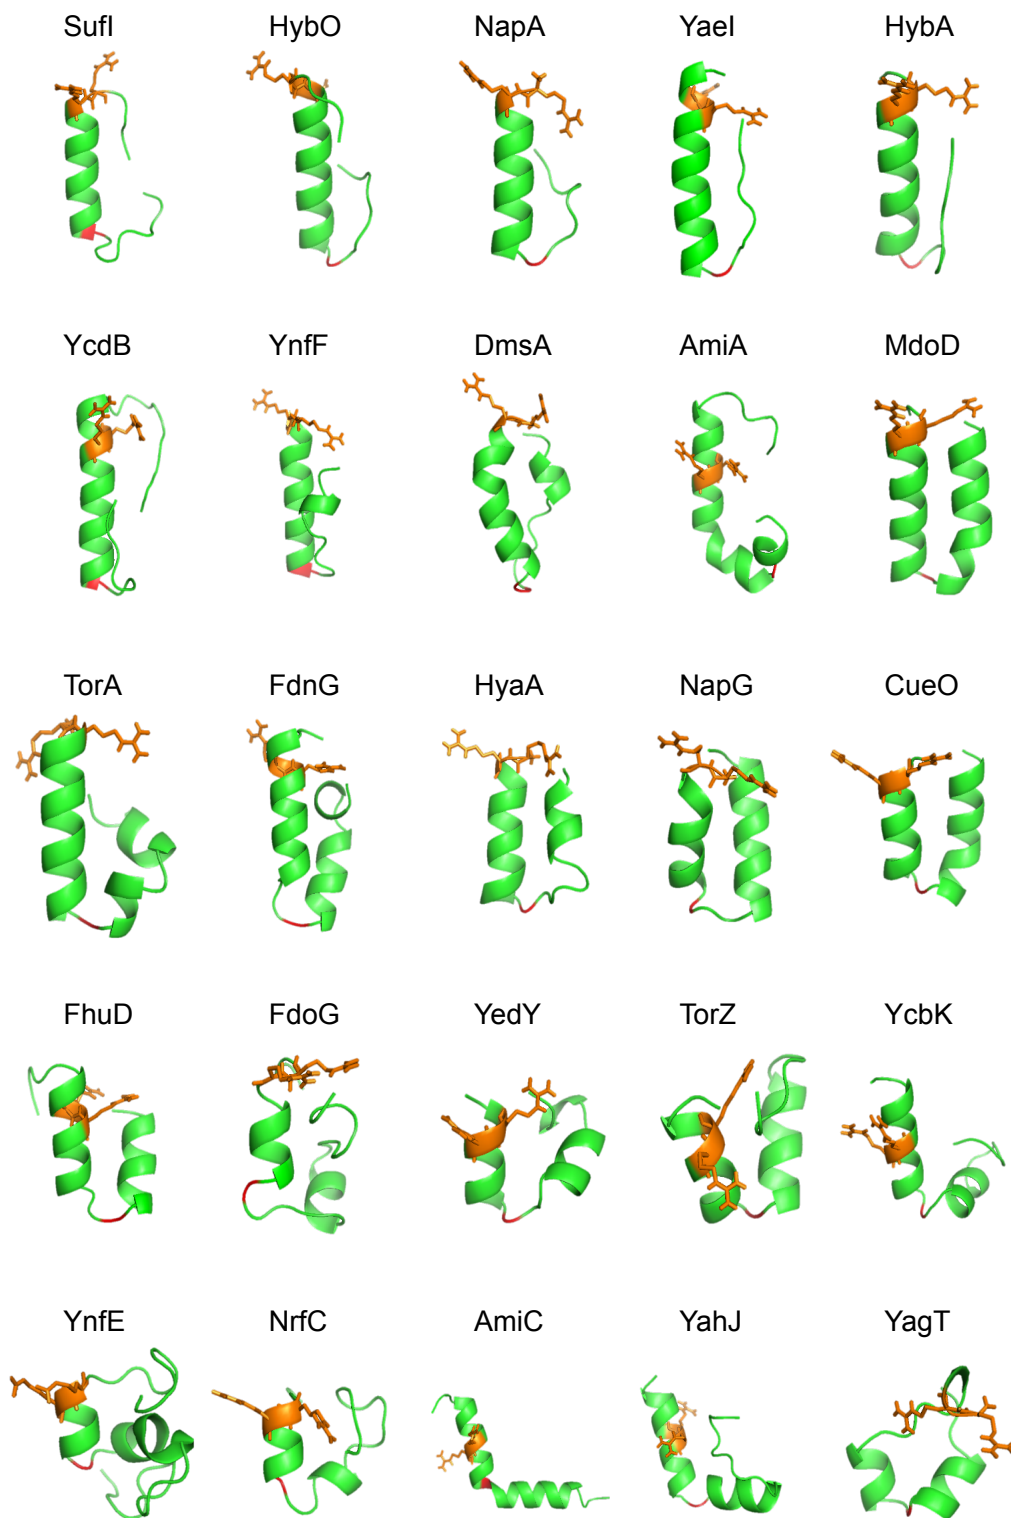 SufI HybO NapA YaeI HybA
YcdB YnfF DmsA AmiA MdoD
TorA FdnG HyaA NapG CueO
FhuD FdoG YedY TorZ YcbK
YnfE NrfC AmiC YahJ YagT